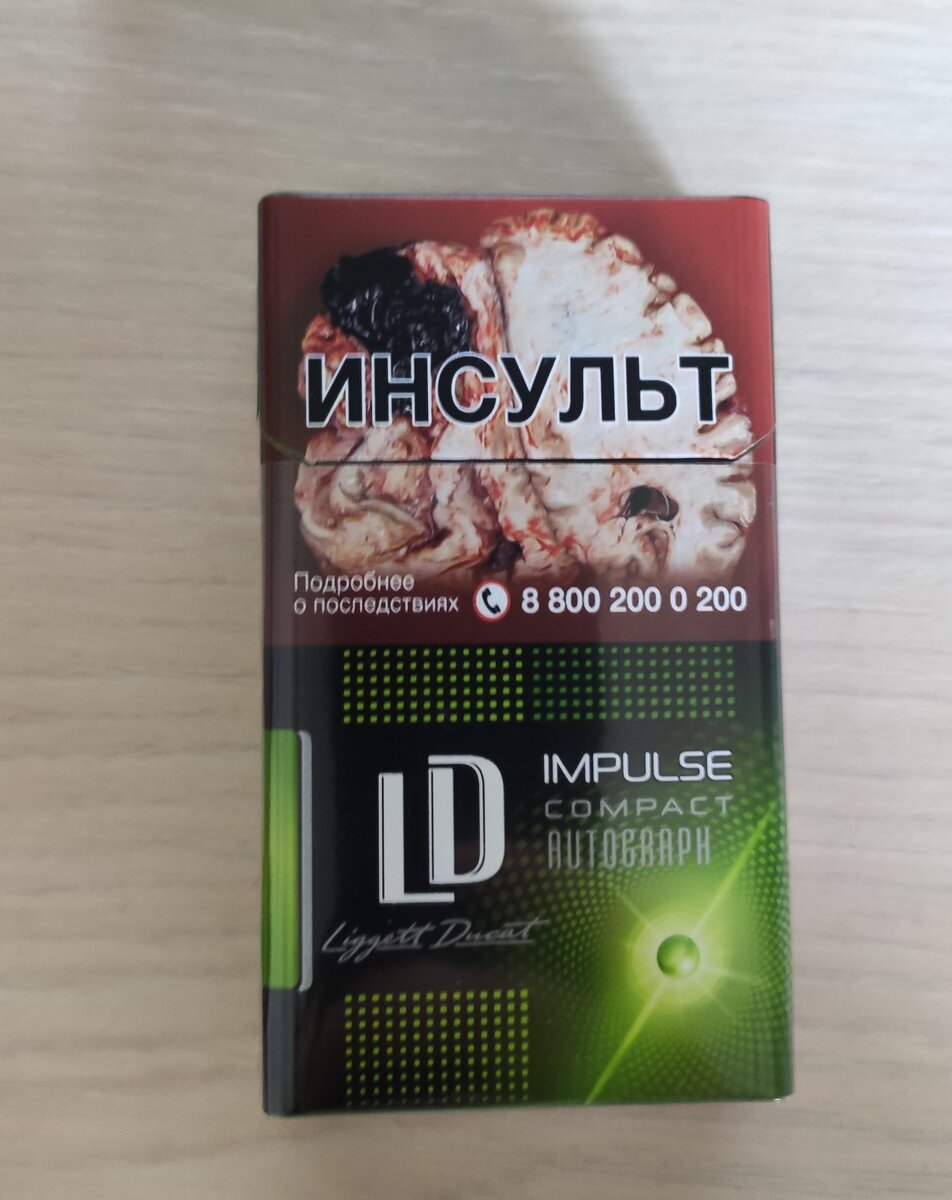 ИНСУЛЬТ
Подробнее
о последствиях 8 800 200 0 200
LD
IMPULSE
COMPACT
AUTOGRAPH
Liggett Ducat